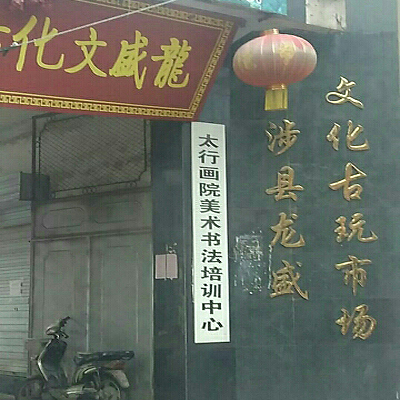 龍盛文化
涉县龙盛
文化古玩市场
太行画院美术书法培训中心